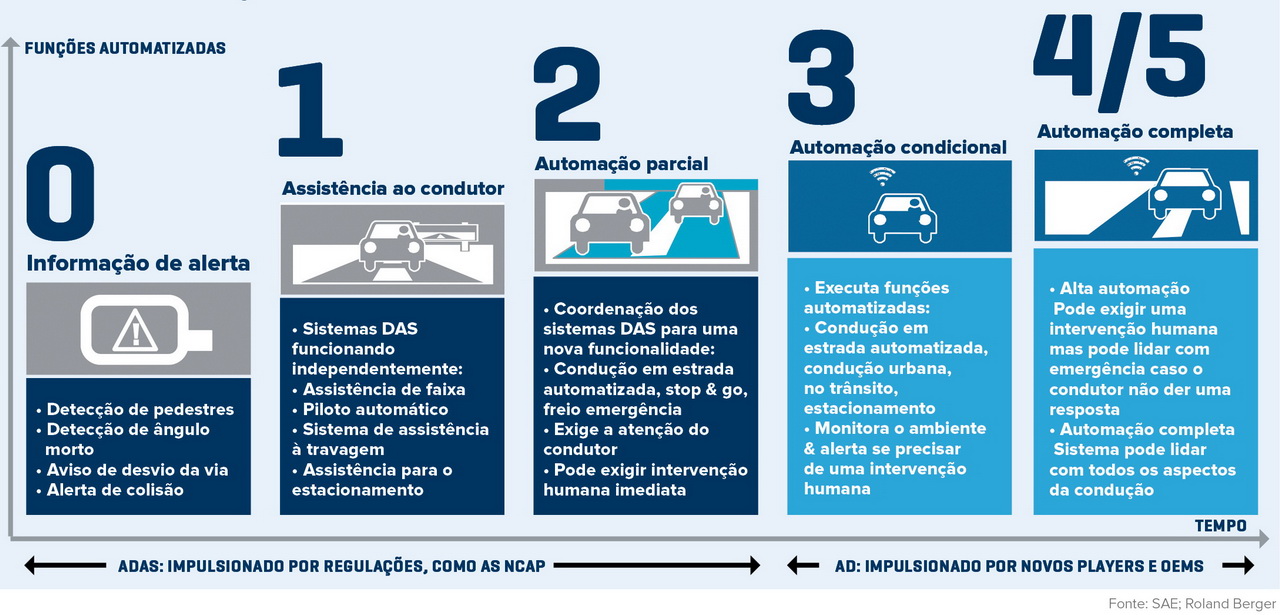 FUNÇÕES AUTOMATIZADAS
0
Informação de alerta
• Detecção de pedestres
• Detecção de ângulo
morto
• Aviso de desvio da via
• Alerta de colisão
1
Assistência ao condutor
• Sistemas DAS
funcionando
independentemente:
• Assistência de faixa
• Piloto automático
• Sistema de assistência
à travagem
• Assistência para o
estacionamento
2
Automação parcial
• Coordenação dos
sistemas DAS para uma
nova funcionalidade:
• Condução em estrada
automatizada, stop & go,
freio emergência
• Exige a atenção do
condutor
• Pode exigir intervenção
humana imediata
3
Automação condicional
• Executa funções
automatizadas:
• Condução em
estrada automatizada,
condução urbana,
no trânsito,
estacionamento
• Monitora o ambiente
& alerta se precisar
de uma intervenção
humana
4/5
Automação completa
• Alta automação
Pode exigir uma
intervenção humana
mas pode lidar com
emergência caso o
condutor não der uma
resposta
• Automação completa
Sistema pode lidar
com todos os aspectos
da condução
TEMPO
ADAS: IMPULSIONADO POR REGULAÇÕES, COMO AS NCAP
AD: IMPULSIONADO POR NOVOS PLAYERS E OEMS
Fonte: SAE; Roland Berger